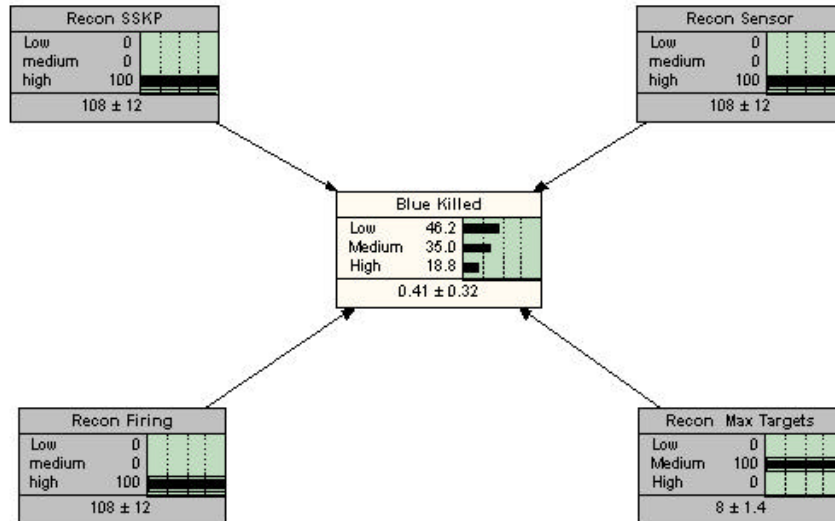 Recon SSKP
Low 0
medium 0
high 100
108 ± 12
Recon Sensor
Low 0
medium 0
high 100
108 ± 12
Blue Killed
Low 46.2
Medium 35.0
High 18.8
0.41 ± 0.32
Recon Firing
Low 0
medium 0
high 100
108 ± 12
Recon Max Targets
Low 0
Medium 100
High 0
8 ± 1.4